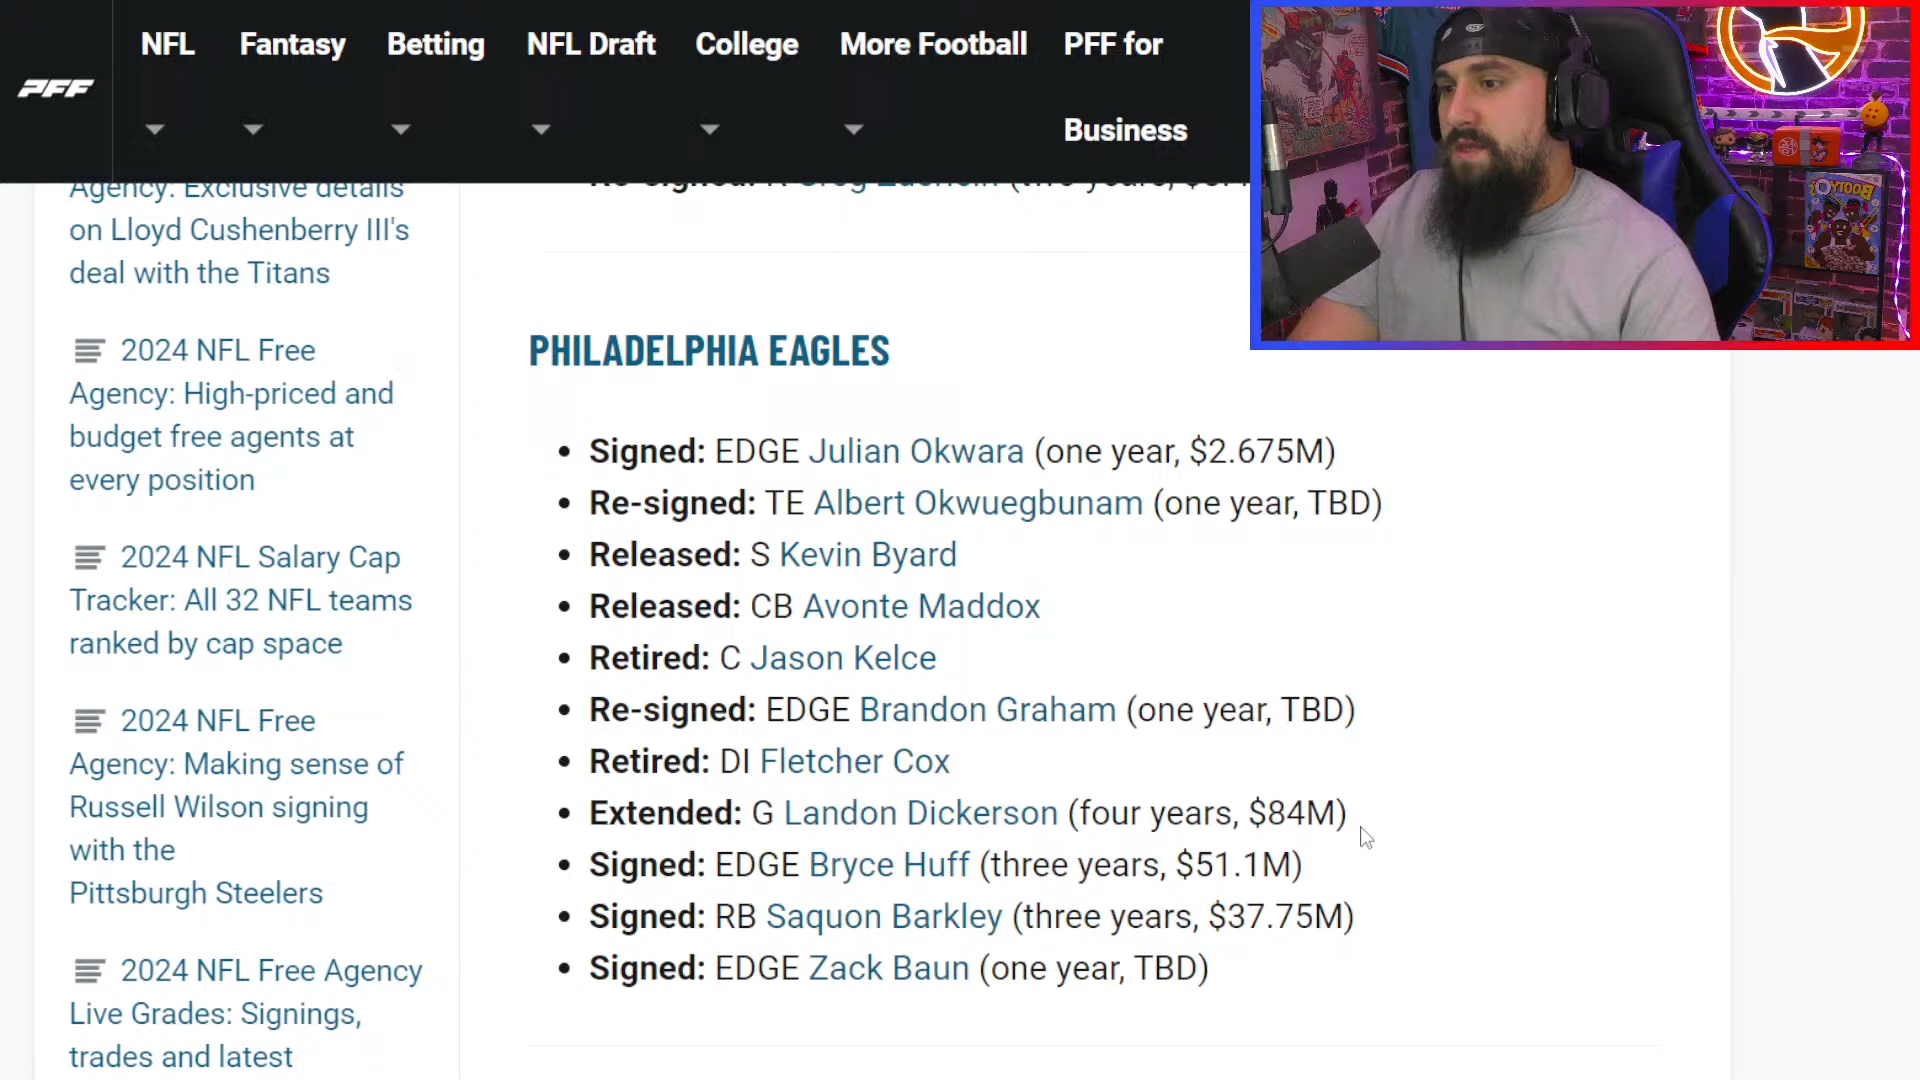 PFF
NFL
Fantasy
Betting
NFL Draft
College
More Football
PFF for
Business
Agency: Exclusive details
on Lloyd Cushenberry III's
deal with the Titans
2024 NFL Free
Agency: High-priced and
budget free agents at
every position
2024 NFL Salary Cap
Tracker: All 32 NFL teams
ranked by cap space
2024 NFL Free
Agency: Making sense of
Russell Wilson signing
with the
Pittsburgh Steelers
2024 NFL Free Agency
Live Grades: Signings,
trades and latest
PHILADELPHIA EAGLES
• Signed: EDGE Julian Okwara (one year, $2.675M)
• Re-signed: TE Albert Okwuegbunam (one year, TBD)
• Released: S Kevin Byard
• Released: CB Avonte Maddox
• Retired: C Jason Kelce
• Re-signed: EDGE Brandon Graham (one year, TBD)
• Retired: DI Fletcher Cox
• Extended: G Landon Dickerson (four years, $84M)
• Signed: EDGE Bryce Huff (three years, $51.1M)
• Signed: RB Saquon Barkley (three years, $37.75M)
• Signed: EDGE Zack Baun (one year, TBD)